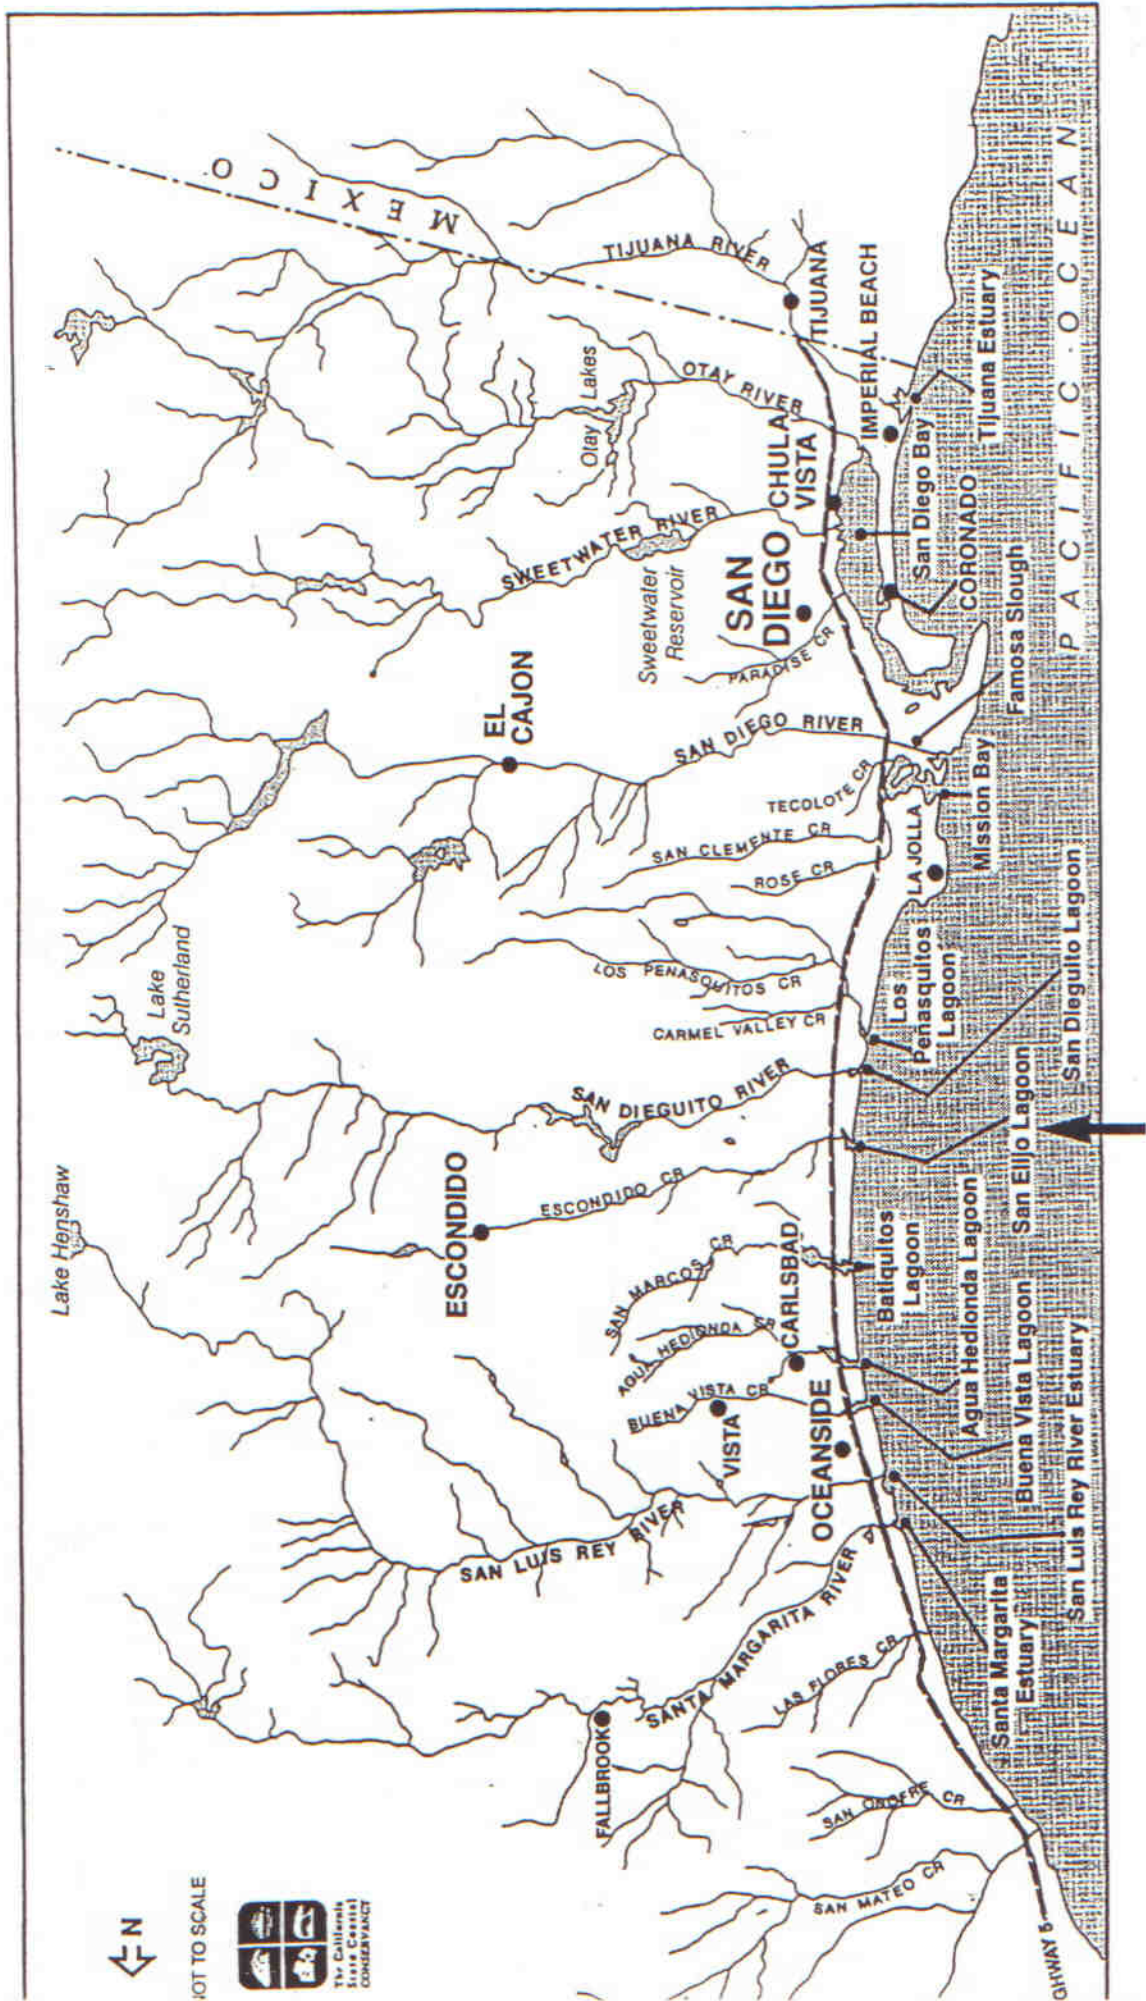 N
NOT TO SCALE
The California
State Coastal
CONSERVANCY
Lake Henshaw
Lake
Sutherland
MEXICO
ESCONDIDO
EL
CAJON
FALLBROOK
SAN LUIS REY RIVER
SANTA MARGARITA RIVER
LAS FLORES CR
SAN ONOFRE CR
SAN MATEO CR
HIGHWAY 5
OCEANSIDE
VISTA
BUENA VISTA CR
AGUA HEDIONDA CR
SAN MARCOS CR
CARLSBAD
ESCONDIDO CR
SAN DIEGUITO RIVER
CARMEL VALLEY CR
LOS PENASQUITOS CR
ROSE CR
SAN CLEMENTE CR
TECOLOTE CR
SAN DIEGO RIVER
PARADISE CR
SAN
DIEGO
Sweetwater
Reservoir
SWEETWATER RIVER
CHULA
VISTA
Otay Lakes
OTAY RIVER
TIJUANA RIVER
TIJUANA
IMPERIAL BEACH
LA JOLLA
Santa Margarita
Estuary
San Luis Rey River Estuary
Buena Vista Lagoon
Agua Hedionda Lagoon
Batiquitos
Lagoon
San Elijo Lagoon
San Dieguito Lagoon
Los
Peñasquitos
Lagoon
Mission Bay
Famosa Slough
CORONADO
San Diego Bay
Tijuana Estuary
PACIFIC OCEAN